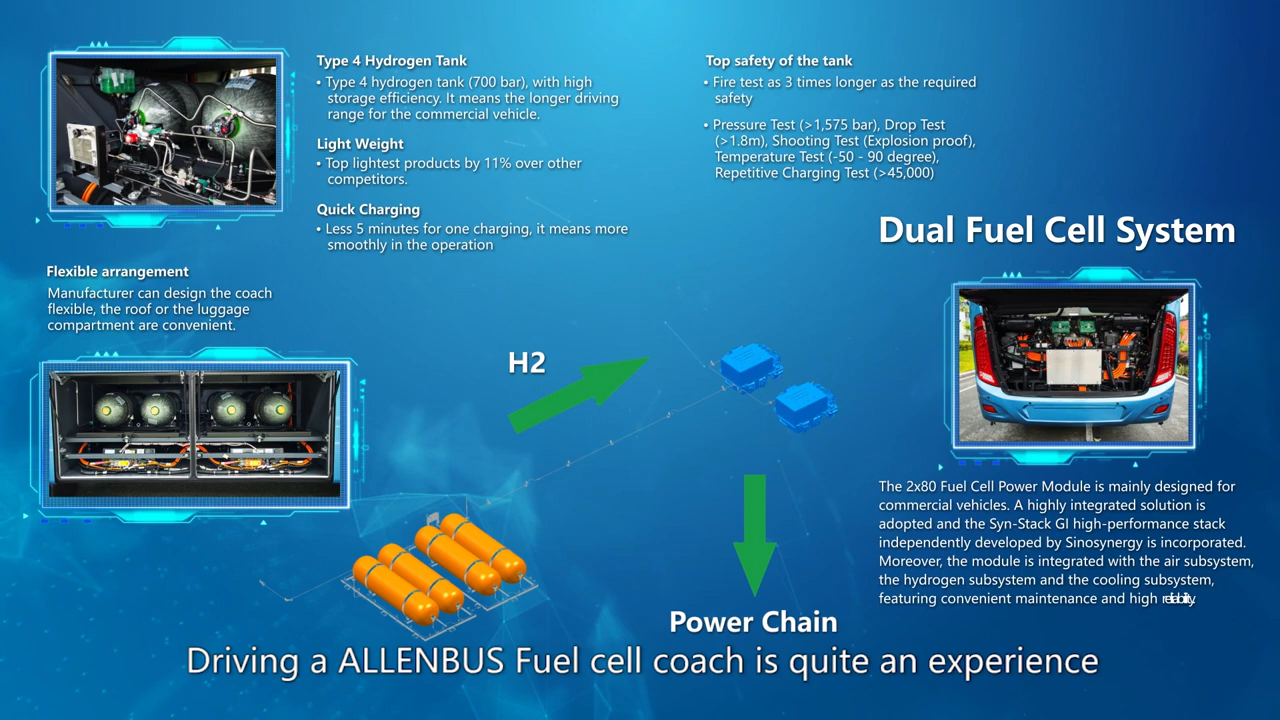 Type 4 Hydrogen Tank
• Type 4 hydrogen tank (700 bar), with high
storage efficiency. It means the longer driving
range for the commercial vehicle.
Light Weight
• Top lightest products by 11% over other
competitors.
Quick Charging
• Less 5 minutes for one charging, it means more
smoothly in the operation
Top safety of the tank
• Fire test as 3 times longer as the required
safety
• Pressure Test (>1,575 bar), Drop Test
(>1.8m), Shooting Test (Explosion proof),
Temperature Test (-50 - 90 degree),
Repetitive Charging Test (>45,000)
Flexible arrangement
Manufacturer can design the coach
flexible, the roof or the luggage
compartment are convenient.
Dual Fuel Cell System
H2
The 2x80 Fuel Cell Power Module is mainly designed for
commercial vehicles. A highly integrated solution is
adopted and the Syn-Stack GI high-performance stack
independently developed by Sinosynergy is incorporated.
Moreover, the module is integrated with the air subsystem,
the hydrogen subsystem and the cooling subsystem,
featuring convenient maintenance and high reliability.
Power Chain
Driving a ALLENBUS Fuel cell coach is quite an experience